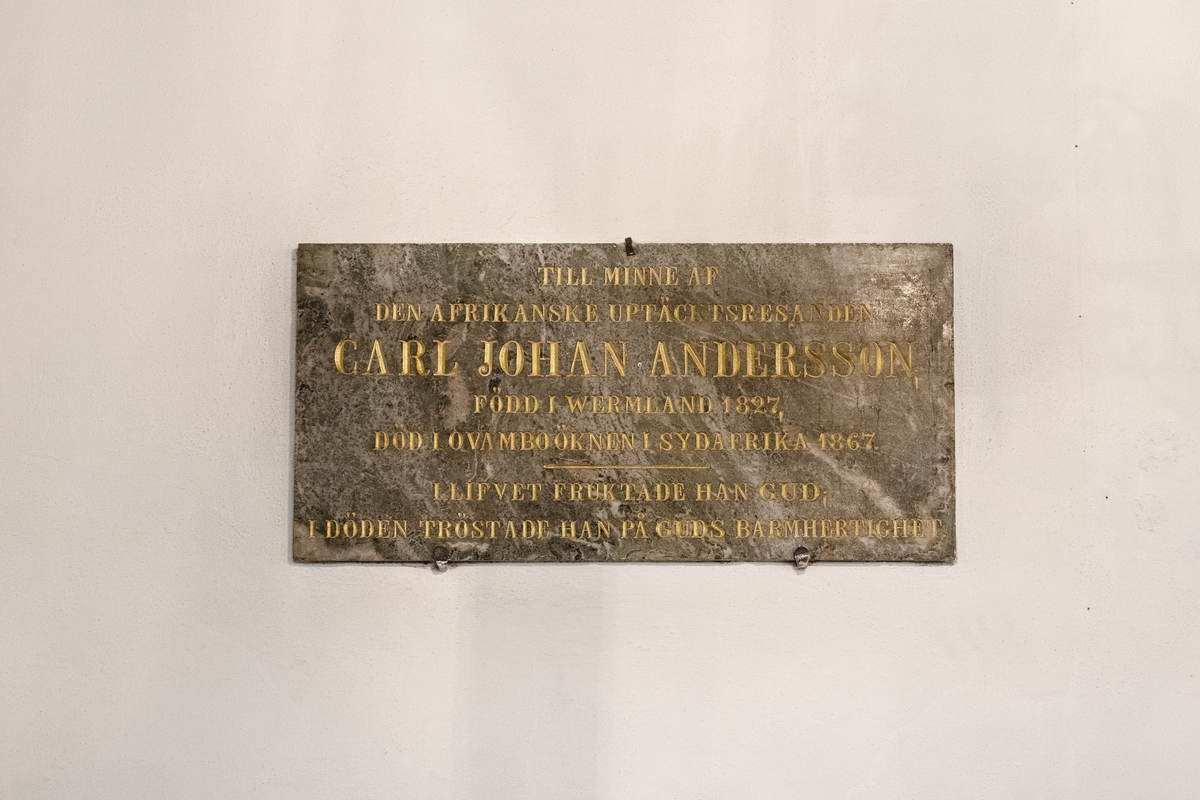 TILL MINNE AF
DEN AFRIKANSKE UPTÄCKTSRESANDEN
CARL JOHAN ANDERSSON,
FÖDD I WERMLAND 1827,
DÖD I OVAMBOÖKNEN I SYDAFRIKA 1867.
I LIFVET FRUKTADE HAN GUD;
I DÖDEN TRÖSTADE HAN PÅ GUDS BARMHERTIGHET